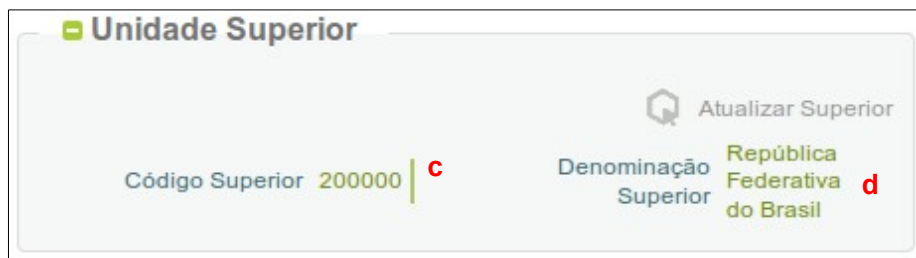 Unidade Superior
Atualizar Superior
Código Superior 200000 c
Denominação Superior
República Federativa do Brasil d